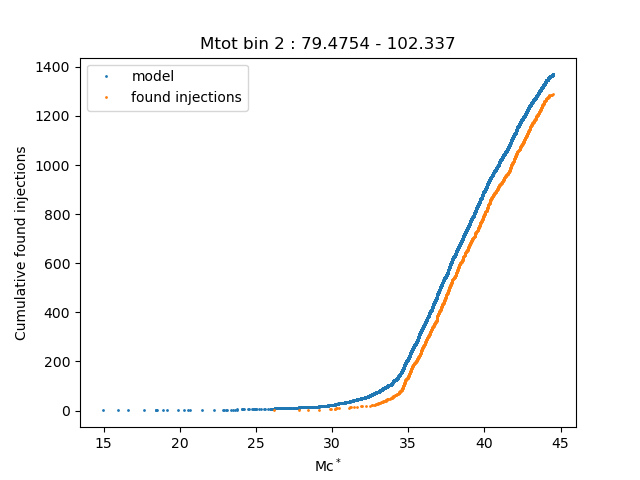 Mtot bin 2 : 79.4754 - 102.337
model
found injections
Cumulative found injections
1400
1200
1000
800
600
400
200
0
15 20 25 30 35 40 45
Mc*